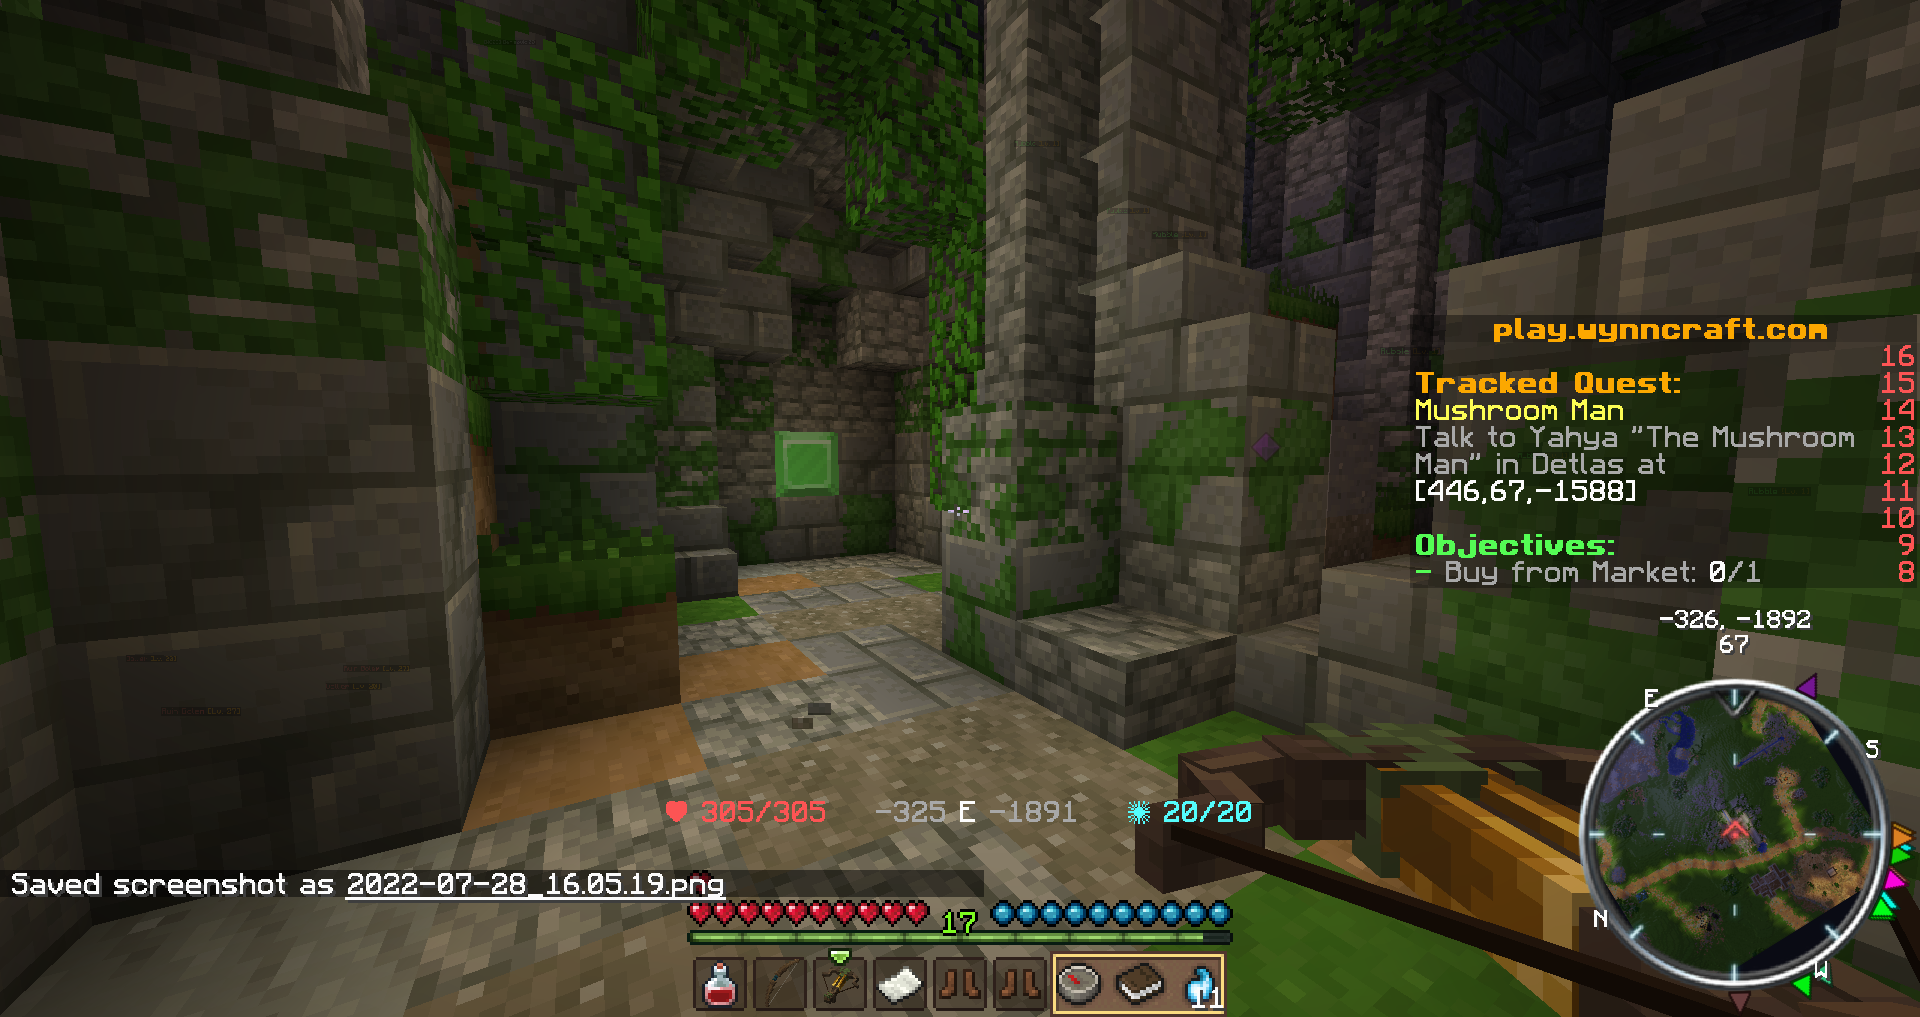 play.wynncraft.com
16
Tracked Quest: 15
Mushroom Man 14
Talk to Yahya "The Mushroom 13
Man" in Detlas at 12
[446,67,-1588] 11
10
Objectives: 9
- Buy from Market: 0/1 8
-326, -1892
67
E
S
N
W
305/305 -325 E -1891 20/20
Saved screenshot as 2022-07-28_16.05.19.png
17
11